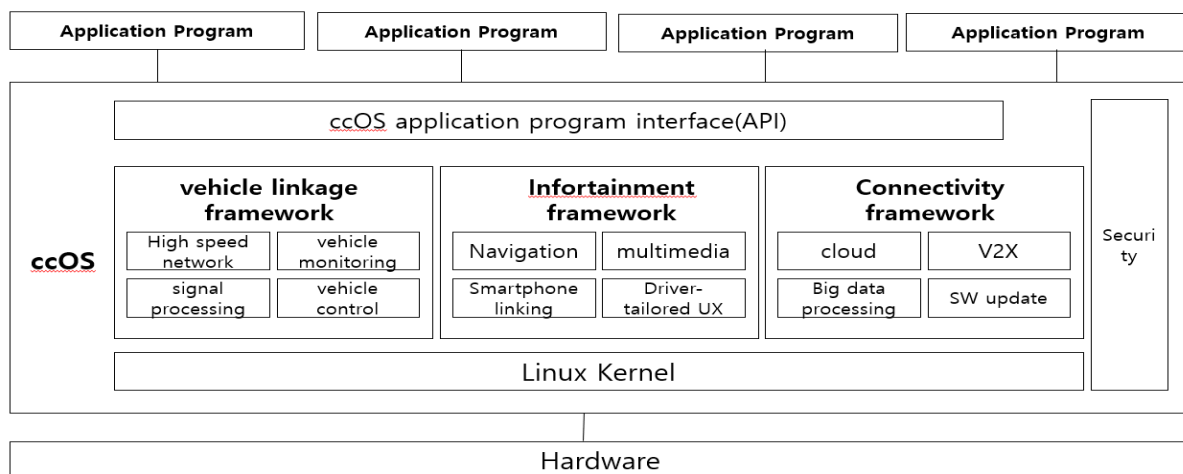 Application Program
Application Program
Application Program
Application Program
ccOS application program interface(API)
ccOS
vehicle linkage
framework
High speed
network
vehicle
monitoring
signal
processing
vehicle
control
Infortainment
framework
Navigation
multimedia
Smartphone
linking
Driver-
tailored UX
Connectivity
framework
cloud
V2X
Big data
processing
SW update
Securi
ty
Linux Kernel
Hardware